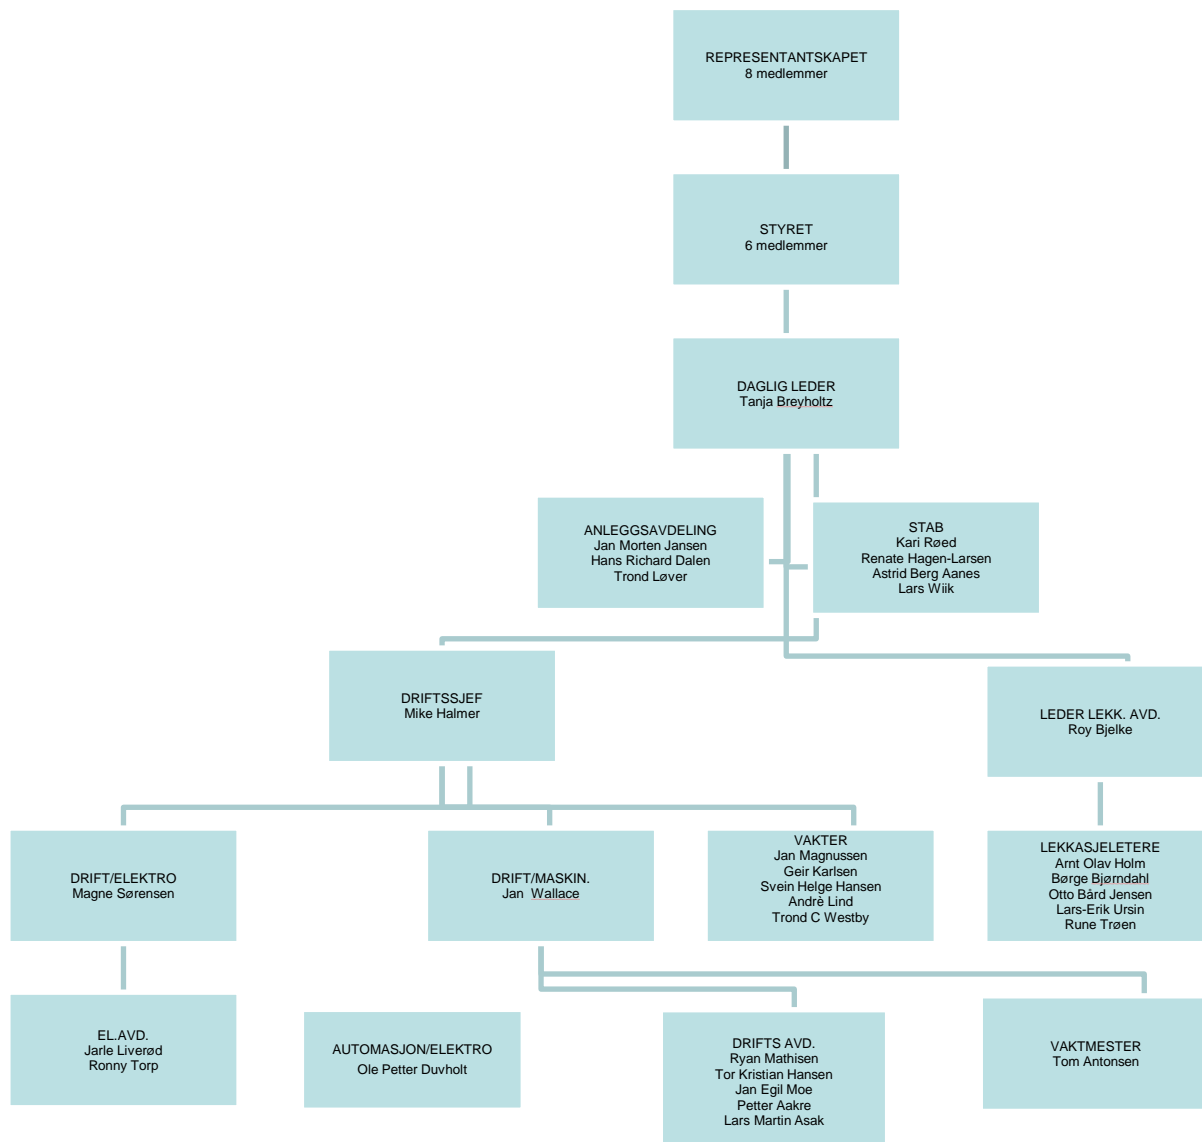 REPRESENTANTSKAPET
8 medlemmer
STYRET
6 medlemmer
DAGLIG LEDER
Tanja Breyholtz
ANLEGGSAVDELING
Jan Morten Jansen
Hans Richard Dalen
Trond Løver
STAB
Kari Røed
Renate Hagen-Larsen
Astrid Berg Aanes
Lars Wiik
DRIFTSSJEF
Mike Halmer
LEDER LEKK. AVD.
Roy Bjelke
DRIFT/ELEKTRO
Magne Sørensen
DRIFT/MASKIN.
Jan Wallace
VAKTER
Jan Magnussen
Geir Karlsen
Svein Helge Hansen
Andrè Lind
Trond C Westby
LEKKASJELETERE
Arnt Olav Holm
Børge Bjørndahl
Otto Bård Jensen
Lars-Erik Ursin
Rune Trøen
EL.AVD.
Jarle Liverød
Ronny Torp
AUTOMASJON/ELEKTRO
Ole Petter Duvholt
DRIFTS AVD.
Ryan Mathisen
Tor Kristian Hansen
Jan Egil Moe
Petter Aakre
Lars Martin Asak
VAKTMESTER
Tom Antonsen